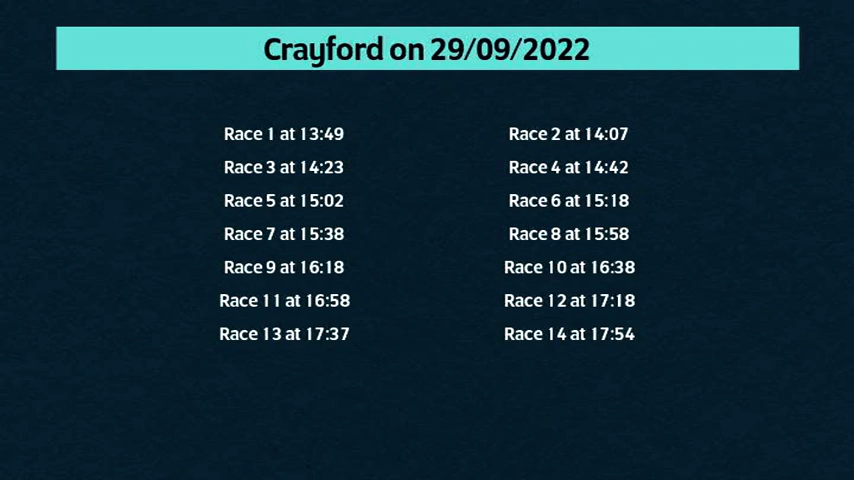 Crayford on 29/09/2022
Race 1 at 13:49
Race 2 at 14:07
Race 3 at 14:23
Race 4 at 14:42
Race 5 at 15:02
Race 6 at 15:18
Race 7 at 15:38
Race 8 at 15:58
Race 9 at 16:18
Race 10 at 16:38
Race 11 at 16:58
Race 12 at 17:18
Race 13 at 17:37
Race 14 at 17:54